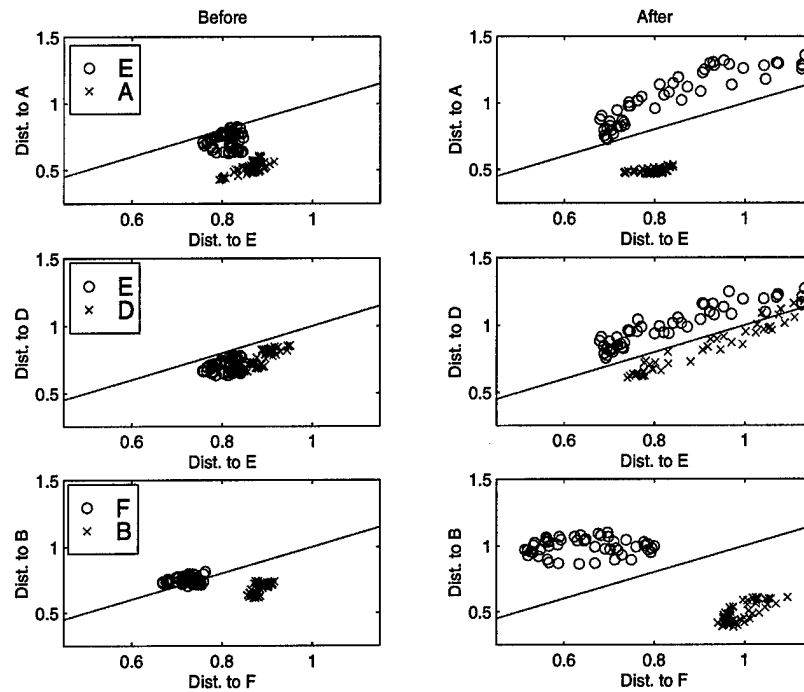 Before
After
1.5
1
0.5
Dist. to A
E
A
0.6
0.8
1
Dist. to E
1.5
1
0.5
Dist. to A
0.6
0.8
1
Dist. to E
1.5
1
0.5
Dist. to D
E
D
0.6
0.8
1
Dist. to E
1.5
1
0.5
Dist. to D
0.6
0.8
1
Dist. to E
1.5
1
0.5
Dist. to B
F
B
0.6
0.8
1
Dist. to F
1.5
1
0.5
Dist. to B
0.6
0.8
1
Dist. to F